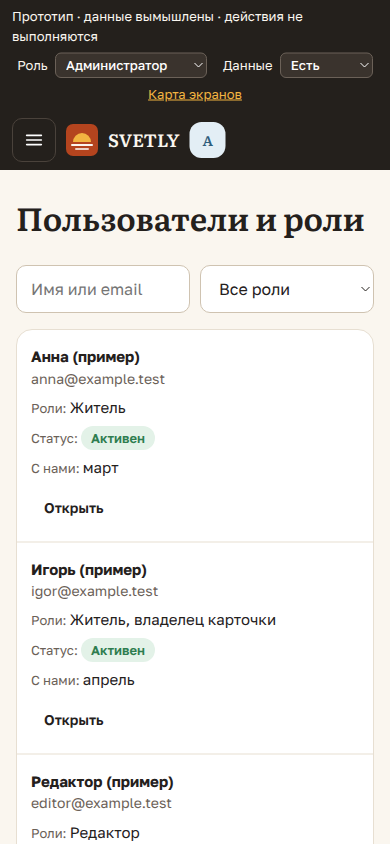 Прототип · данные вымышлены · действия не
выполняются
Роль Администратор Данные Есть
Карта экранов
SVETLY A
Пользователи и роли
Имя или email Все роли
Анна (пример)
anna@example.test
Роли: Житель
Статус: Активен
С нами: март
Открыть
Игорь (пример)
igor@example.test
Роли: Житель, владелец карточки
Статус: Активен
С нами: апрель
Открыть
Редактор (пример)
editor@example.test
Роли: Редактор